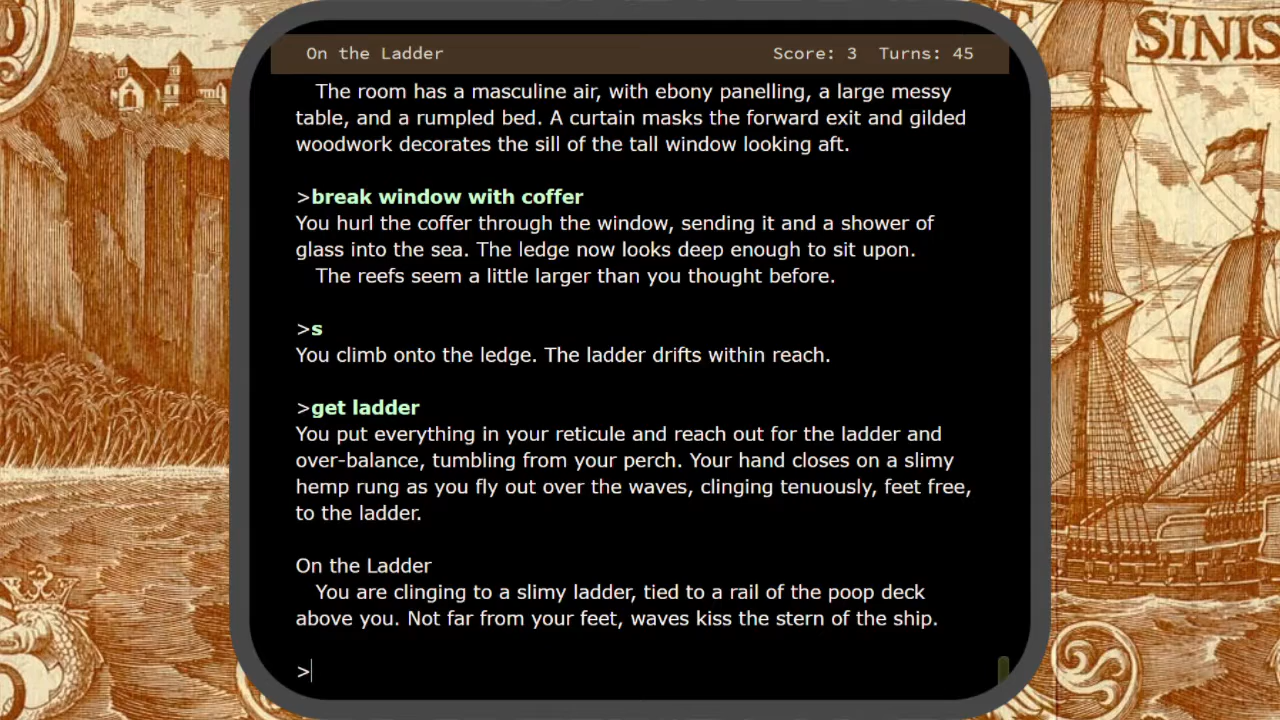 SINIS
On the Ladder Score: 3 Turns: 45
The room has a masculine air, with ebony panelling, a large messy
table, and a rumpled bed. A curtain masks the forward exit and gilded
woodwork decorates the sill of the tall window looking aft.
>break window with coffer
You hurl the coffer through the window, sending it and a shower of
glass into the sea. The ledge now looks deep enough to sit upon.
The reefs seem a little larger than you thought before.
>s
You climb onto the ledge. The ladder drifts within reach.
>get ladder
You put everything in your reticule and reach out for the ladder and
over-balance, tumbling from your perch. Your hand closes on a slimy
hemp rung as you fly out over the waves, clinging tenuously, feet free,
to the ladder.
On the Ladder
You are clinging to a slimy ladder, tied to a rail of the poop deck
above you. Not far from your feet, waves kiss the stern of the ship.
>